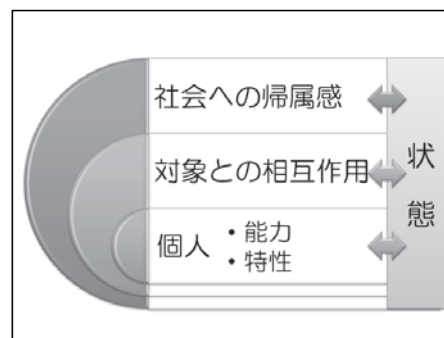 社会への帰属感
対象との相互作用
個人
・能力
・特性
状態